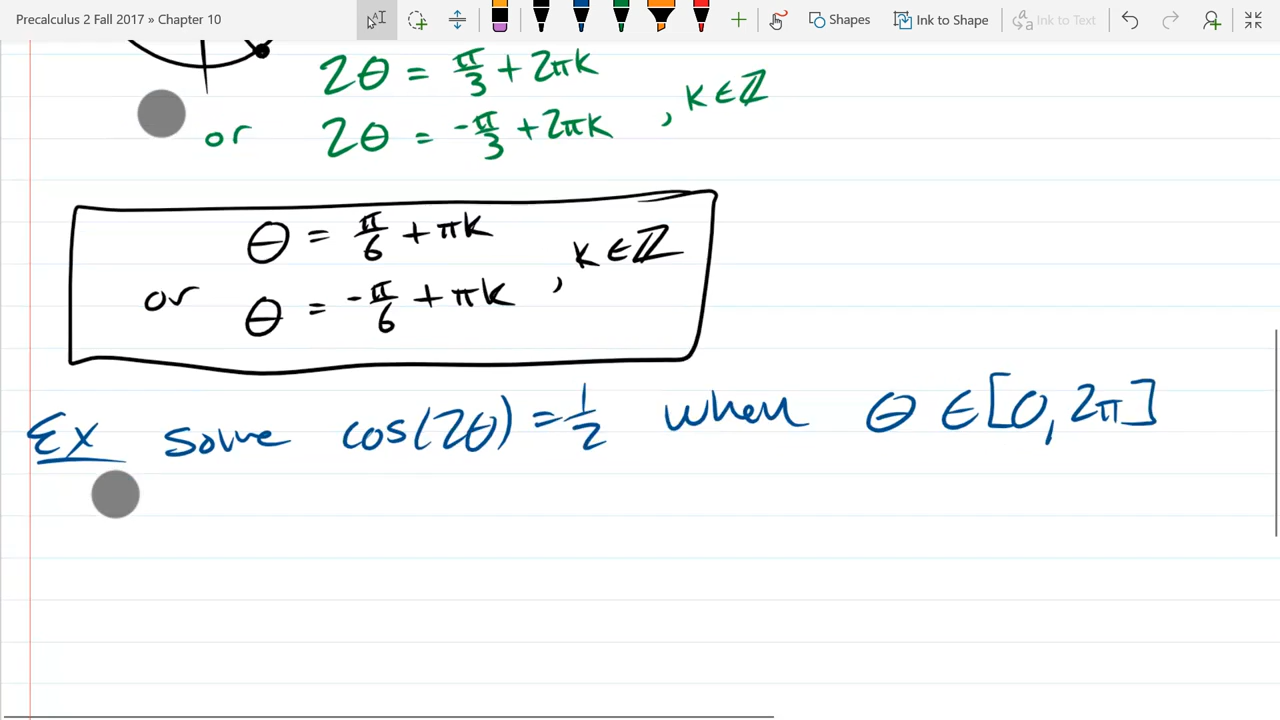 Precalculus 2 Fall 2017 » Chapter 10
Shapes
Ink to Shape
Ink to Text
2θ = π/3 + 2πk
or 2θ = -π/3 + 2πk , k ∈ ℤ
θ = π/6 + πk
or θ = -π/6 + πk , k ∈ ℤ
Ex solve cos(2θ) = 1/2 when θ ∈ [0, 2π]